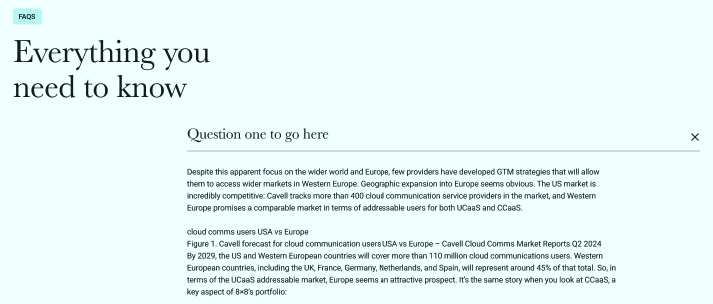 FAQS
Everything you
need to know
Question one to go here
Despite this apparent focus on the wider world and Europe, few providers have developed GTM strategies that will allow
them to access wider markets in Western Europe. Geographic expansion into Europe seems obvious. The US market is
incredibly competitive: Cavell tracks more than 400 cloud communication service providers in the market, and Western
Europe promises a comparable market in terms of addressable users for both UCaaS and CCaaS.
cloud comms users USA vs Europe
Figure 1. Cavell forecast for cloud communication users USA vs Europe – Cavell Cloud Comms Market Reports Q2 2024
By 2029, the US and Western European countries will cover more than 110 million cloud communications users. Western
European countries, including the UK, France, Germany, Netherlands, and Spain, will represent around 45% of that total. So, in
terms of the UCaaS addressable market, Europe seems an attractive prospect. It's the same story when you look at CCaaS, a
key aspect of 8×8's portfolio: